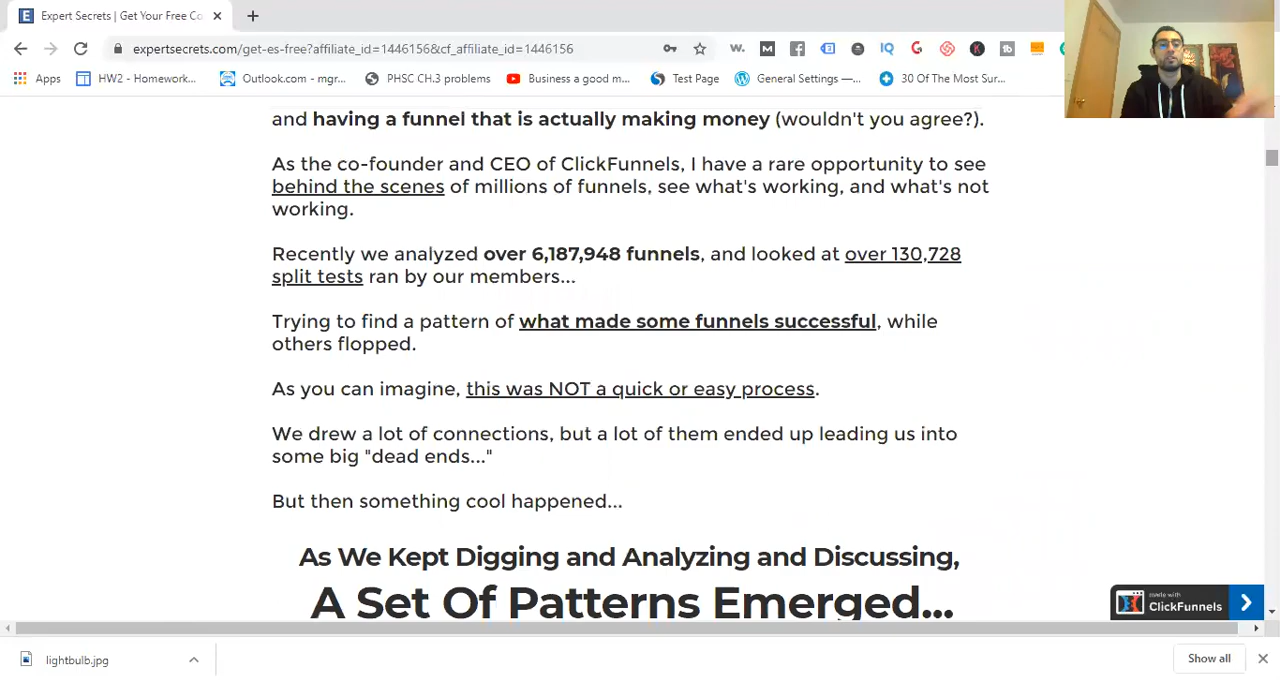 Expert Secrets | Get Your Free Co
expertsecrets.com/get-es-free?affiliate_id=1446156&cf_affiliate_id=1446156
Apps HW2 - Homework... Outlook.com - mgr... PHSC CH.3 problems Business a good m... Test Page General Settings —... 30 Of The Most Sur...
and having a funnel that is actually making money (wouldn't you agree?).
As the co-founder and CEO of ClickFunnels, I have a rare opportunity to see
behind the scenes of millions of funnels, see what's working, and what's not
working.
Recently we analyzed over 6,187,948 funnels, and looked at over 130,728
split tests ran by our members...
Trying to find a pattern of what made some funnels successful, while
others flopped.
As you can imagine, this was NOT a quick or easy process.
We drew a lot of connections, but a lot of them ended up leading us into
some big "dead ends..."
But then something cool happened...
As We Kept Digging and Analyzing and Discussing,
A Set Of Patterns Emerged...
made with
ClickFunnels
lightbulb.jpg
Show all